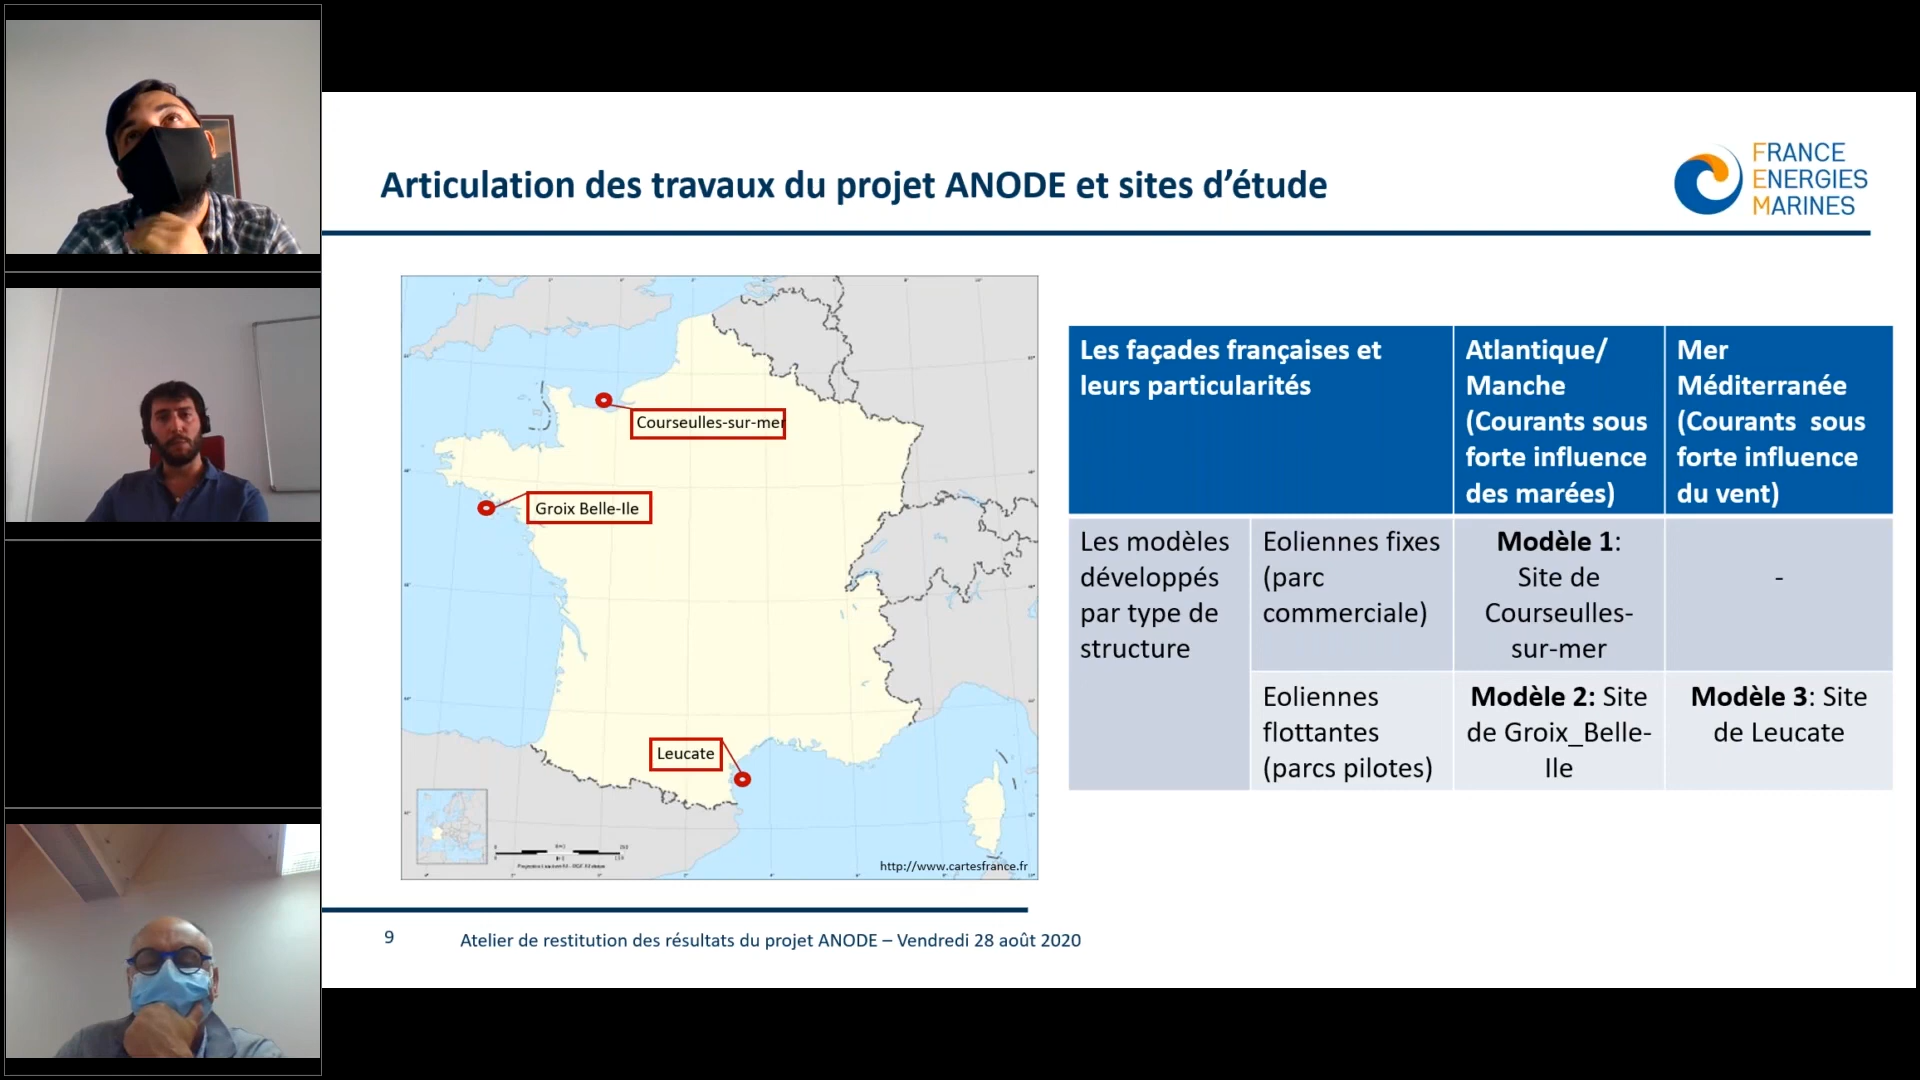 Articulation des travaux du projet ANODE et sites d’étude
FRANCE
ENERGIES
MARINES
Courseulles-sur-mer
Groix Belle-Ile
Leucate
http://www.cartesfrance.fr
Les façades françaises et
leurs particularités
Atlantique/
Manche
(Courants sous
forte influence
des marées)
Mer
Méditerranée
(Courants  sous
forte influence
du vent)
Les modèles
développés
par type de
structure
Eoliennes fixes
(parc
commerciale)
Modèle 1:
Site de
Courseulles-
sur-mer
-
Eoliennes
flottantes
(parcs pilotes)
Modèle 2: Site
de Groix_Belle-
Ile
Modèle 3: Site
de Leucate
9
Atelier de restitution des résultats du projet ANODE – Vendredi 28 août 2020